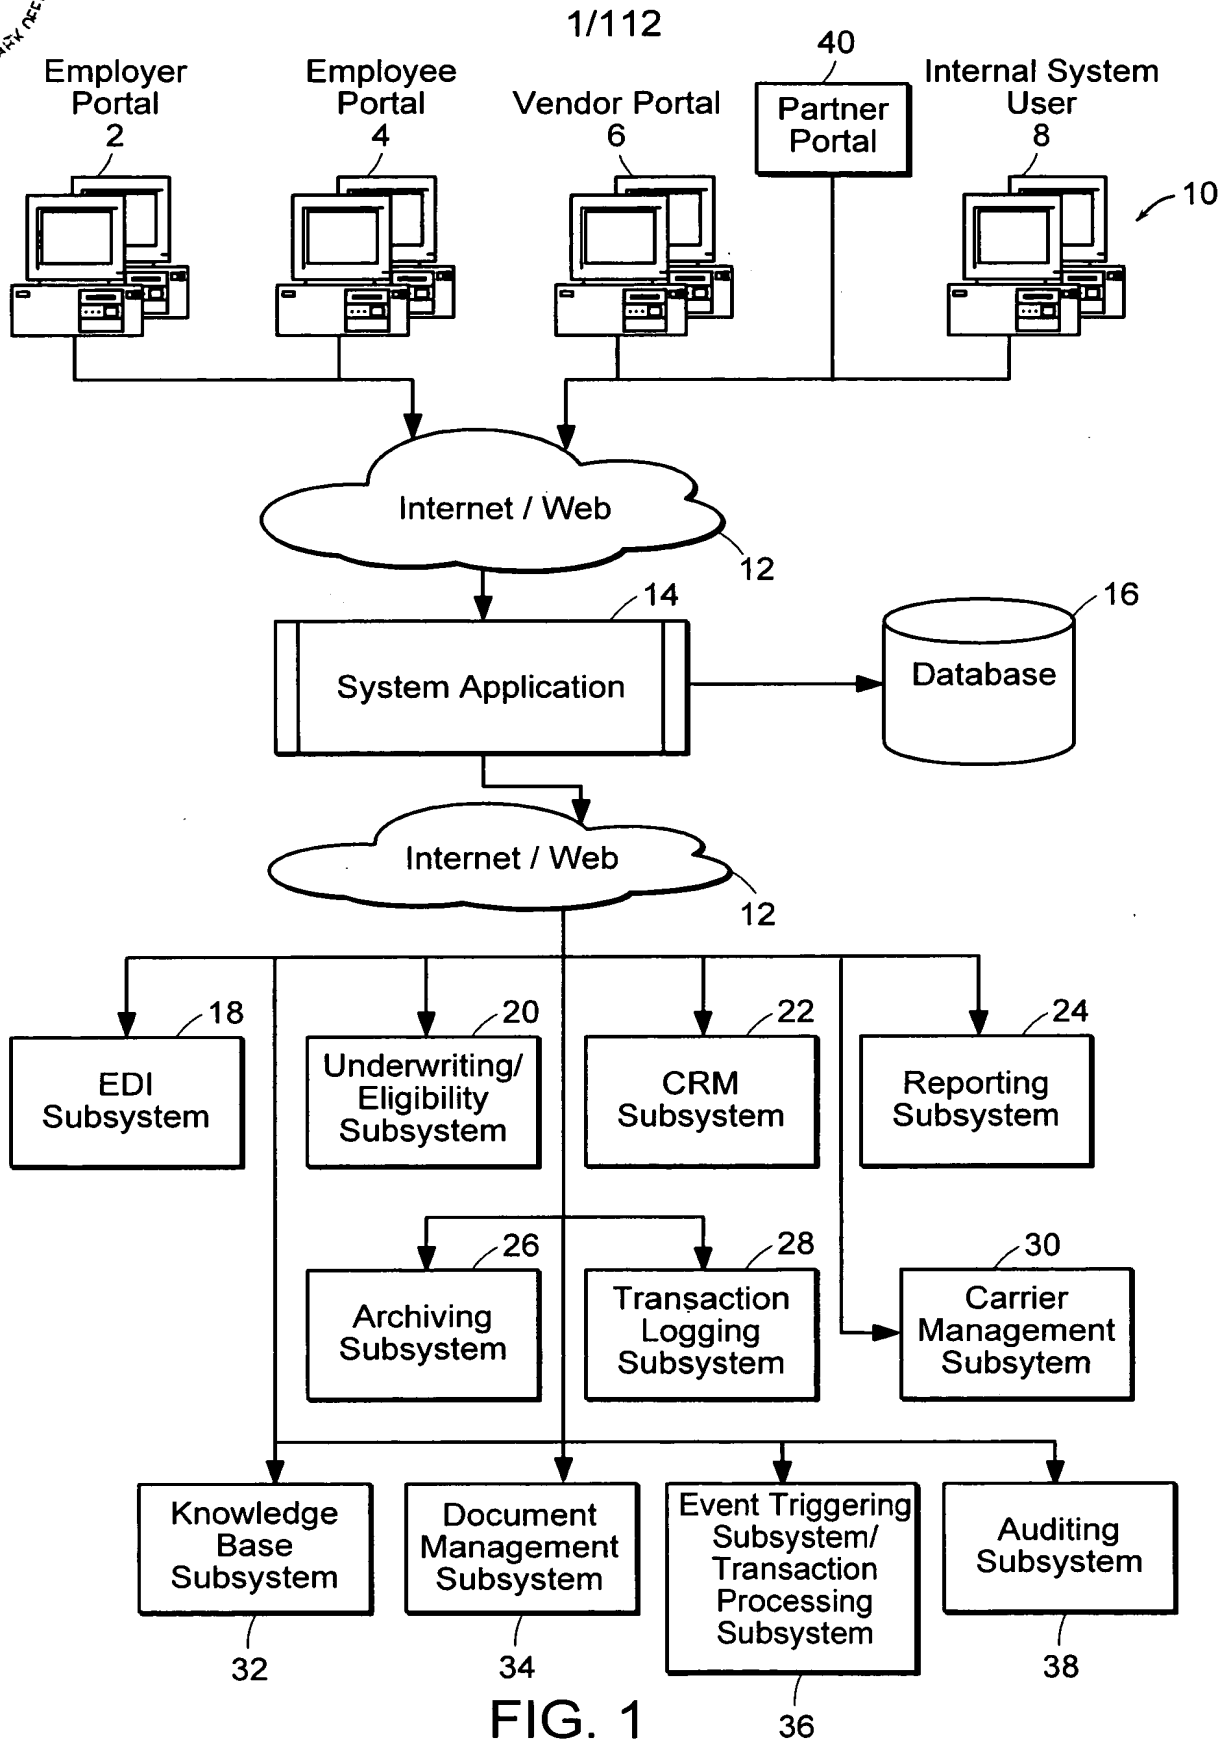 1/112
Employer
Portal
2
Employee
Portal
4
Vendor Portal
6
40
Partner
Portal
Internal System
User
8
10
Internet / Web
12
14
System Application
16
Database
Internet / Web
12
18
EDI
Subsystem
20
Underwriting/
Eligibility
Subsystem
22
CRM
Subsystem
24
Reporting
Subsystem
26
Archiving
Subsystem
28
Transaction
Logging
Subsystem
30
Carrier
Management
Subsytem
Knowledge
Base
Subsystem
32
Document
Management
Subsystem
34
Event Triggering
Subsystem/
Transaction
Processing
Subsystem
36
Auditing
Subsystem
38
FIG. 1